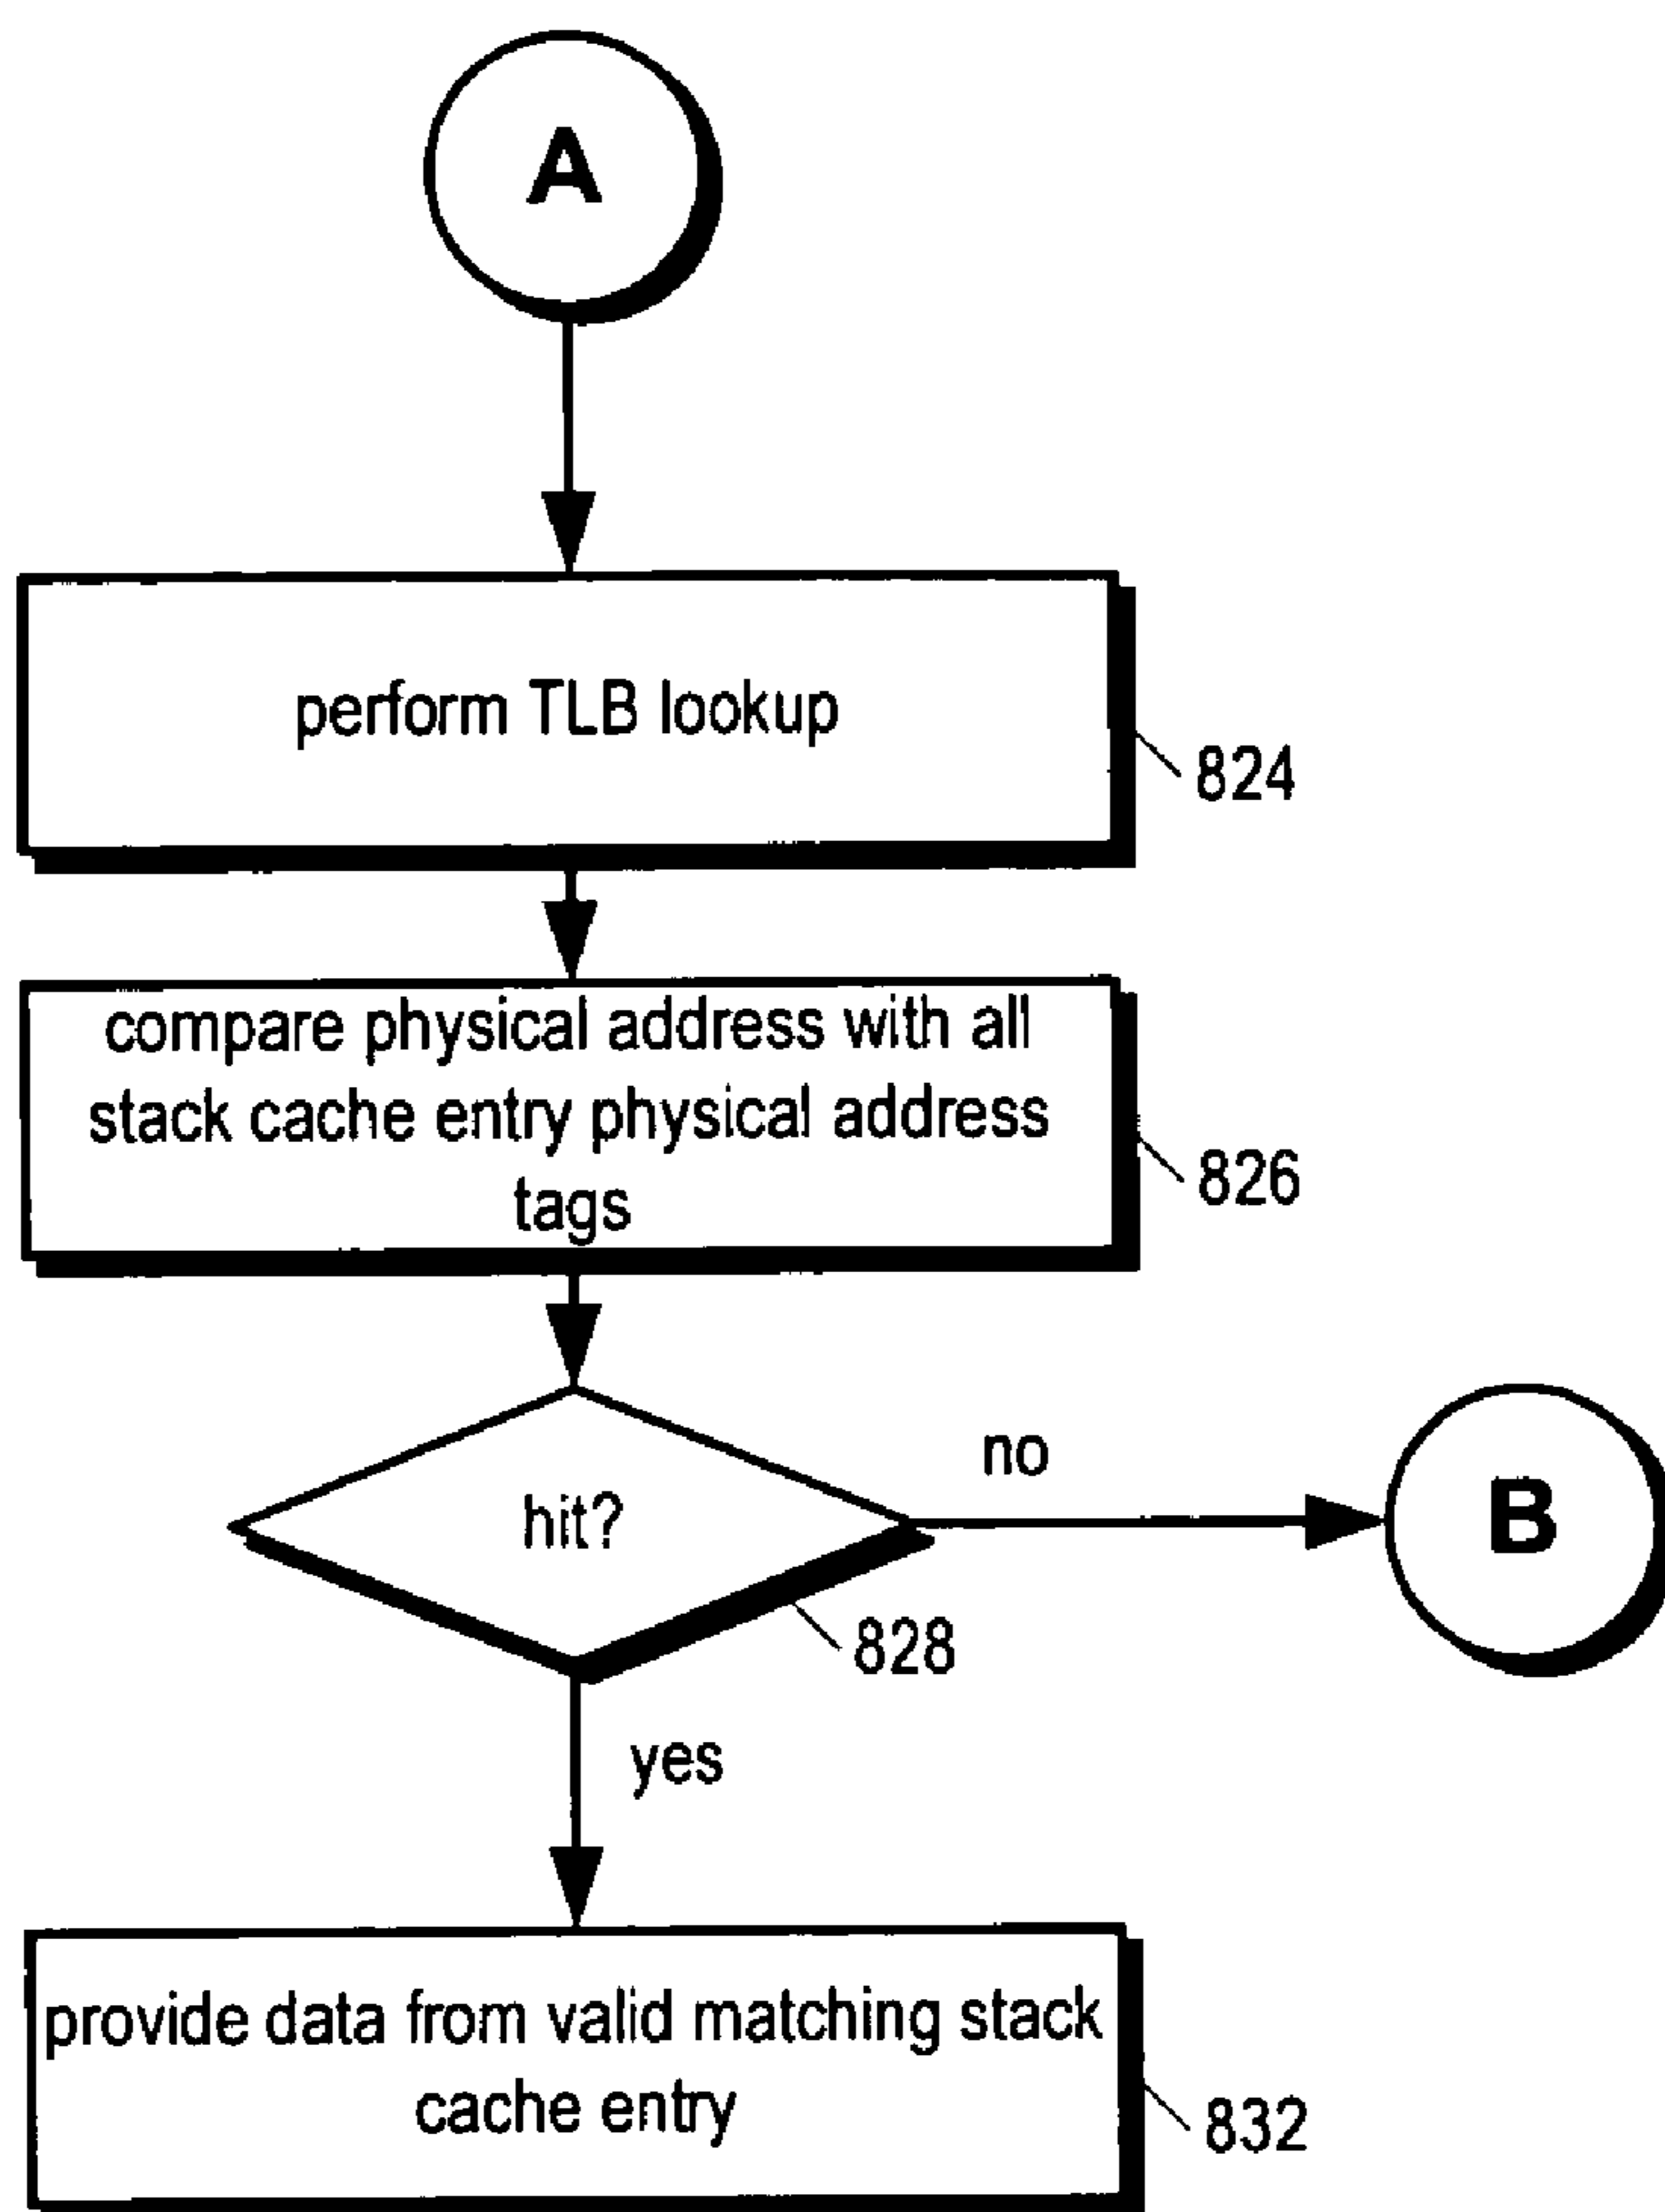 A
perform TLB lookup
824
compare physical address with all
stack cache entry physical address
tags
826
hit?
no
B
828
yes
provide data from valid matching stack
cache entry
832